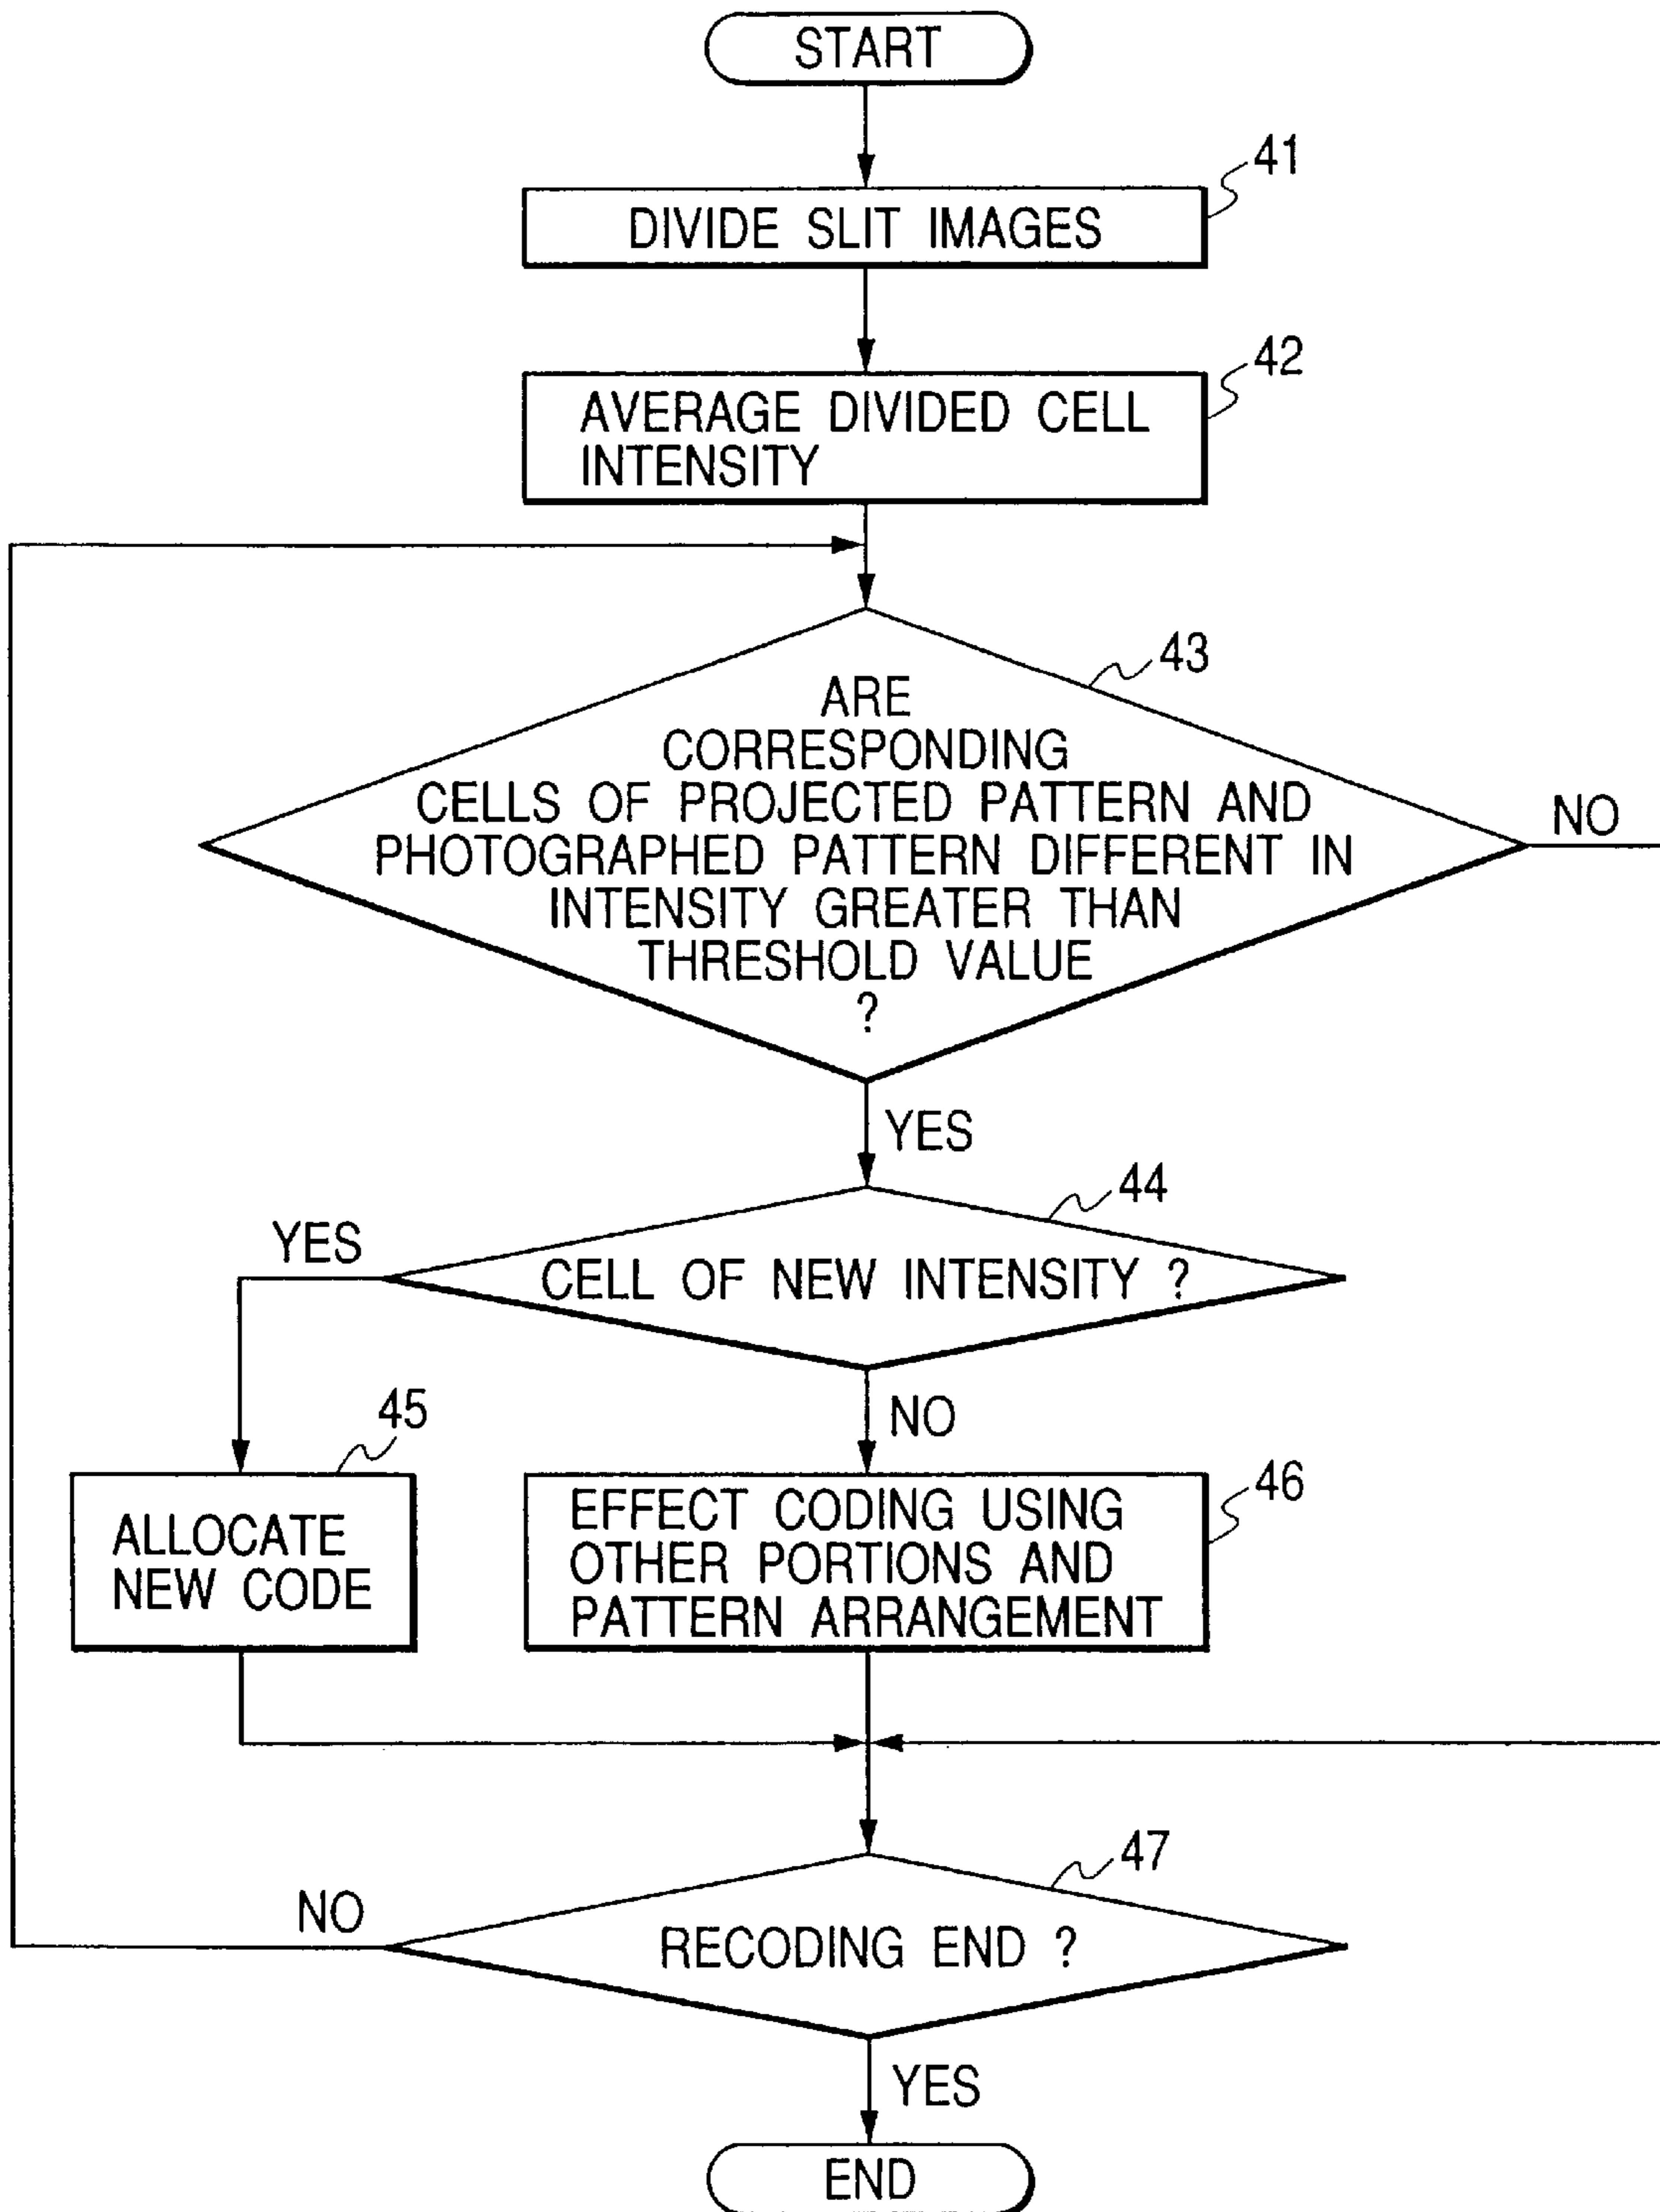 START
41
DIVIDE SLIT IMAGES
42
AVERAGE DIVIDED CELL
INTENSITY
43
ARE
CORRESPONDING
CELLS OF PROJECTED PATTERN AND
PHOTOGRAPHED PATTERN DIFFERENT IN
INTENSITY GREATER THAN
THRESHOLD VALUE
?
NO
YES
44
YES
CELL OF NEW INTENSITY ?
NO
45
ALLOCATE
NEW CODE
46
EFFECT CODING USING
OTHER PORTIONS AND
PATTERN ARRANGEMENT
47
NO
RECODING END ?
YES
END